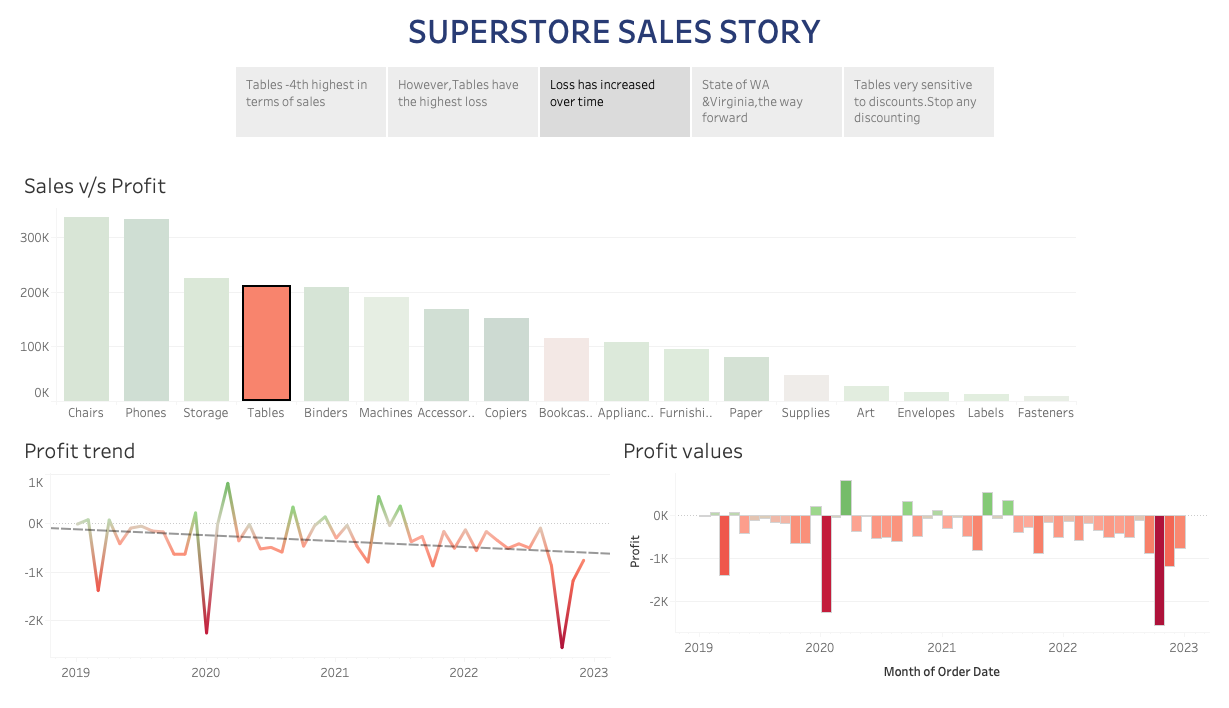 SUPERSTORE SALES STORY
Tables -4th highest in
terms of sales
However,Tables have
the highest loss
Loss has increased
over time
State of WA
&Virginia,the way
forward
Tables very sensitive
to discounts.Stop any
discounting
Sales v/s Profit
300K
200K
100K
0K
Chairs Phones Storage Tables Binders Machines Accessor.. Copiers Bookcas.. Applianc.. Furnishi.. Paper Supplies Art Envelopes Labels Fasteners
Profit trend
1K
0K
-1K
-2K
2019 2020 2021 2022 2023
Profit values
Profit
0K
-1K
-2K
2019 2020 2021 2022 2023
Month of Order Date